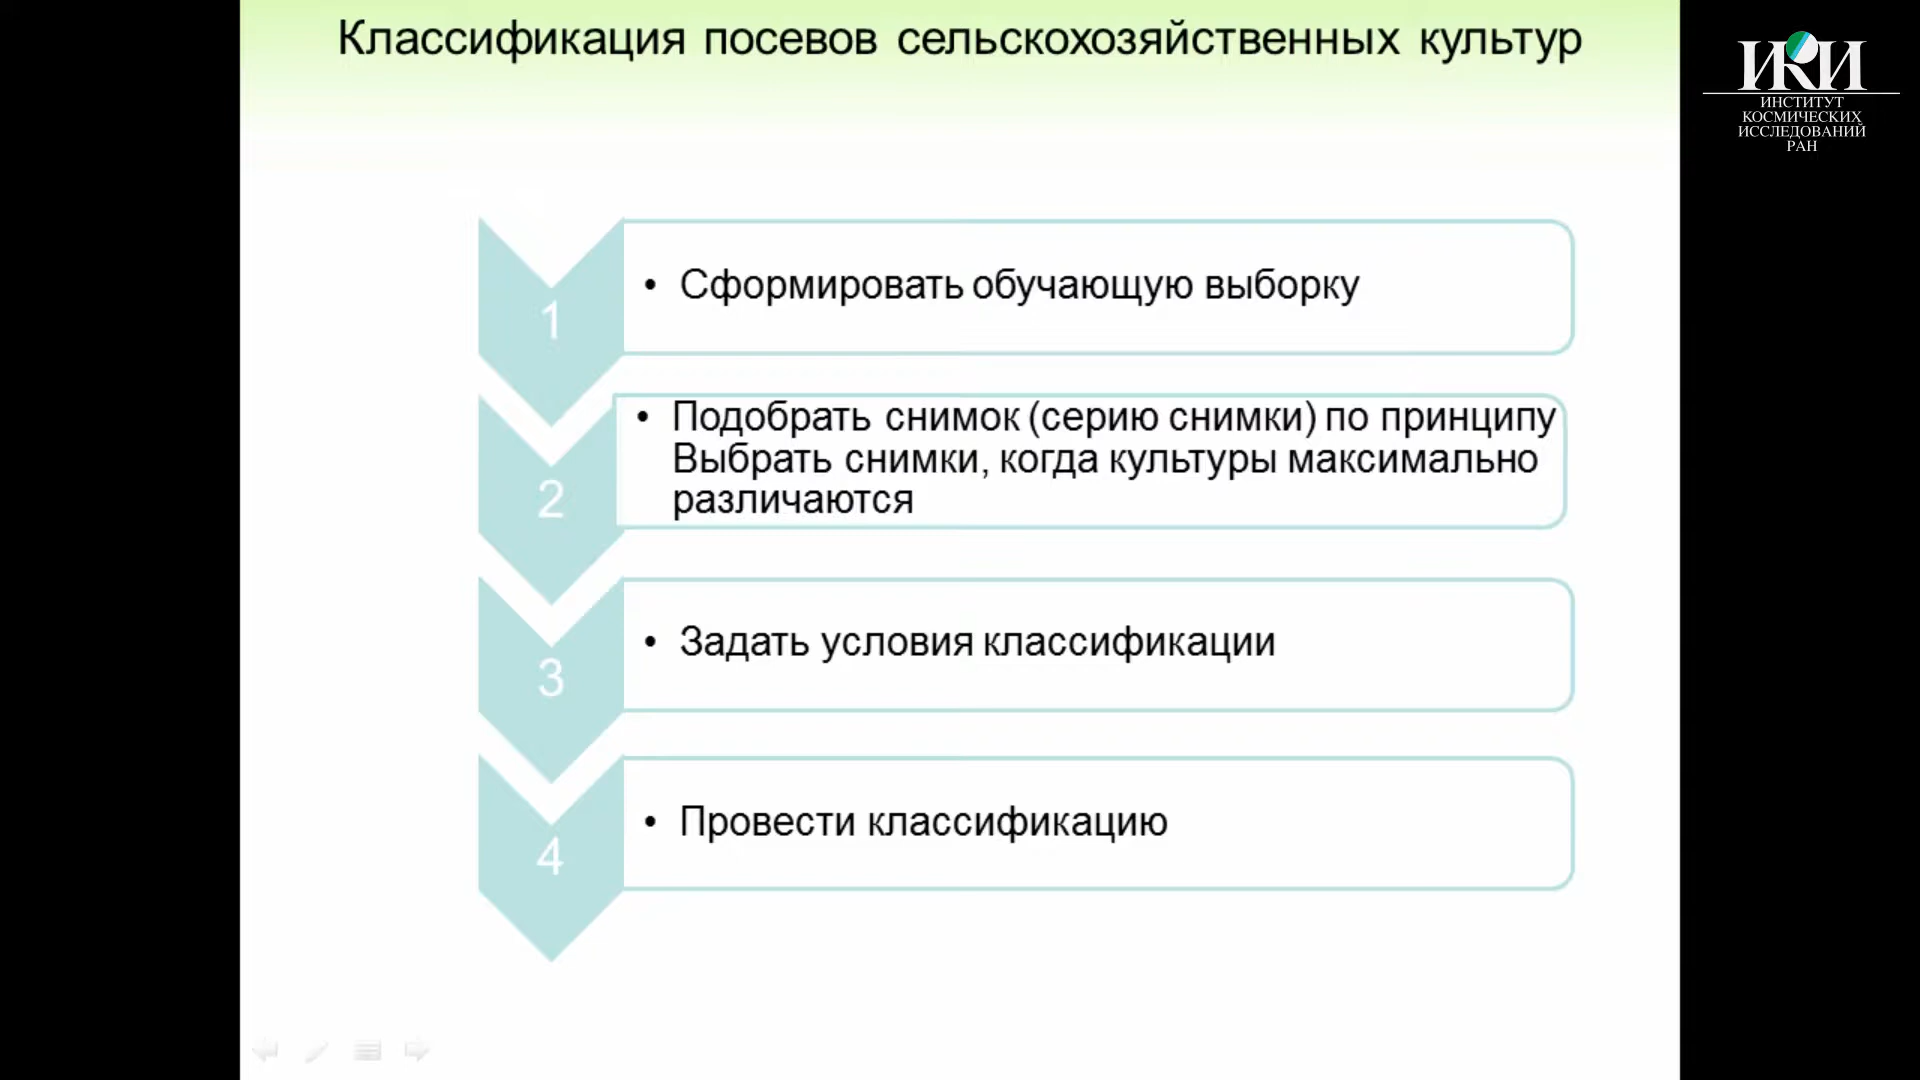 Классификация посевов сельскохозяйственных культур
ИКИ
ИНСТИТУТ
КОСМИЧЕСКИХ
ИССЛЕДОВАНИЙ
РАН
1
• Сформировать обучающую выборку
2
• Подобрать снимок (серию снимки) по принципу
Выбрать снимки, когда культуры максимально
различаются
3
• Задать условия классификации
4
• Провести классификацию